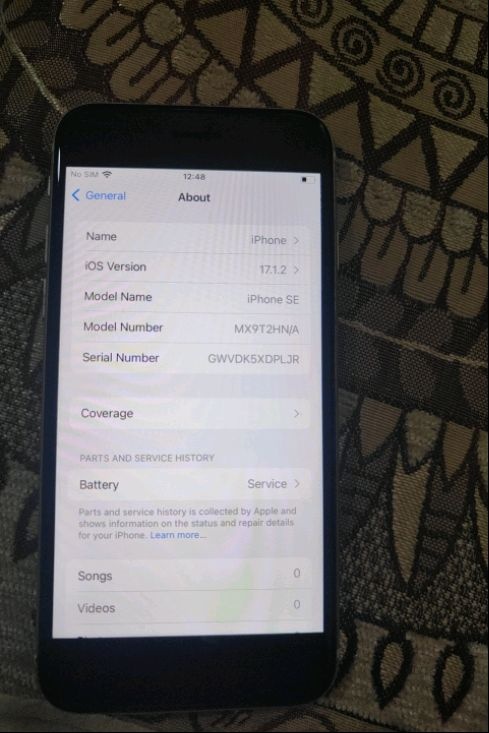 No SIM 12:48
General About
Name iPhone
iOS Version 17.1.2
Model Name iPhone SE
Model Number MX9T2HN/A
Serial Number GWVDK5XDPLJR
Coverage
PARTS AND SERVICE HISTORY
Battery Service
Parts and service history is collected by Apple and
shows information on the status and repair details
for your iPhone. Learn more...
Songs 0
Videos 0